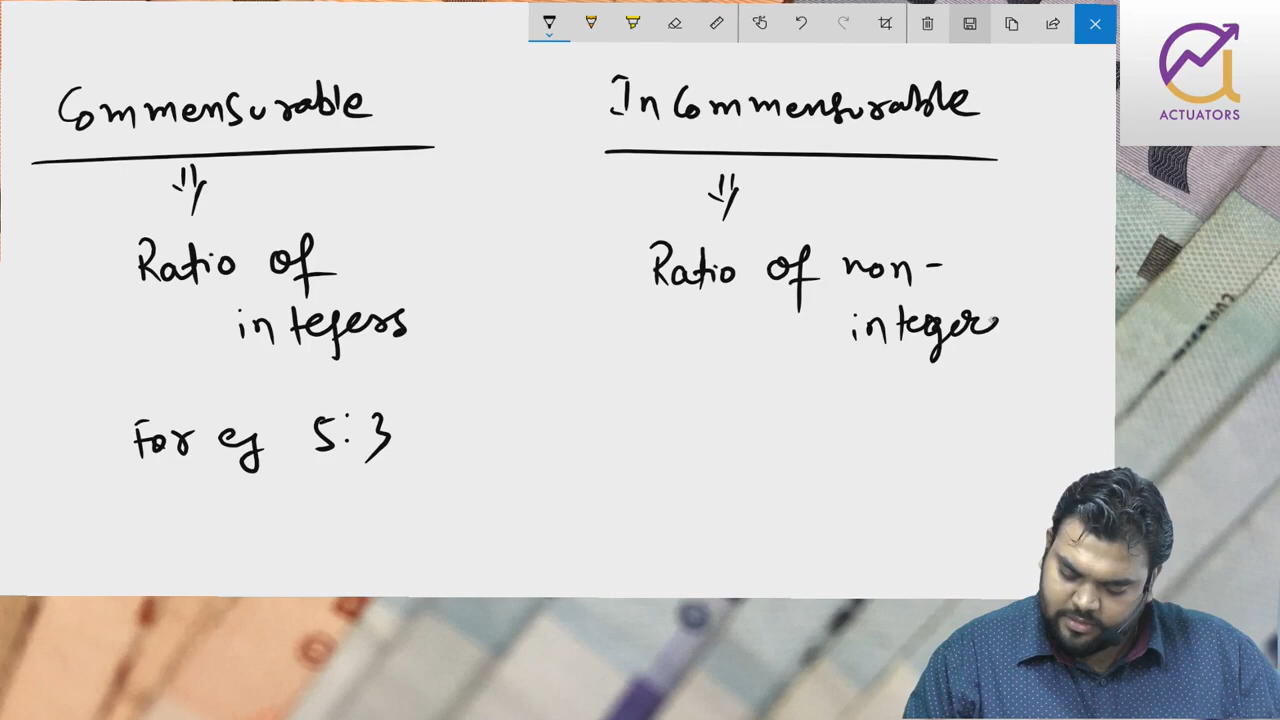 Commensurable
Ratio of
integers
For eg 5:3
InCommensurable
Ratio of non-
integer
ACTUATORS